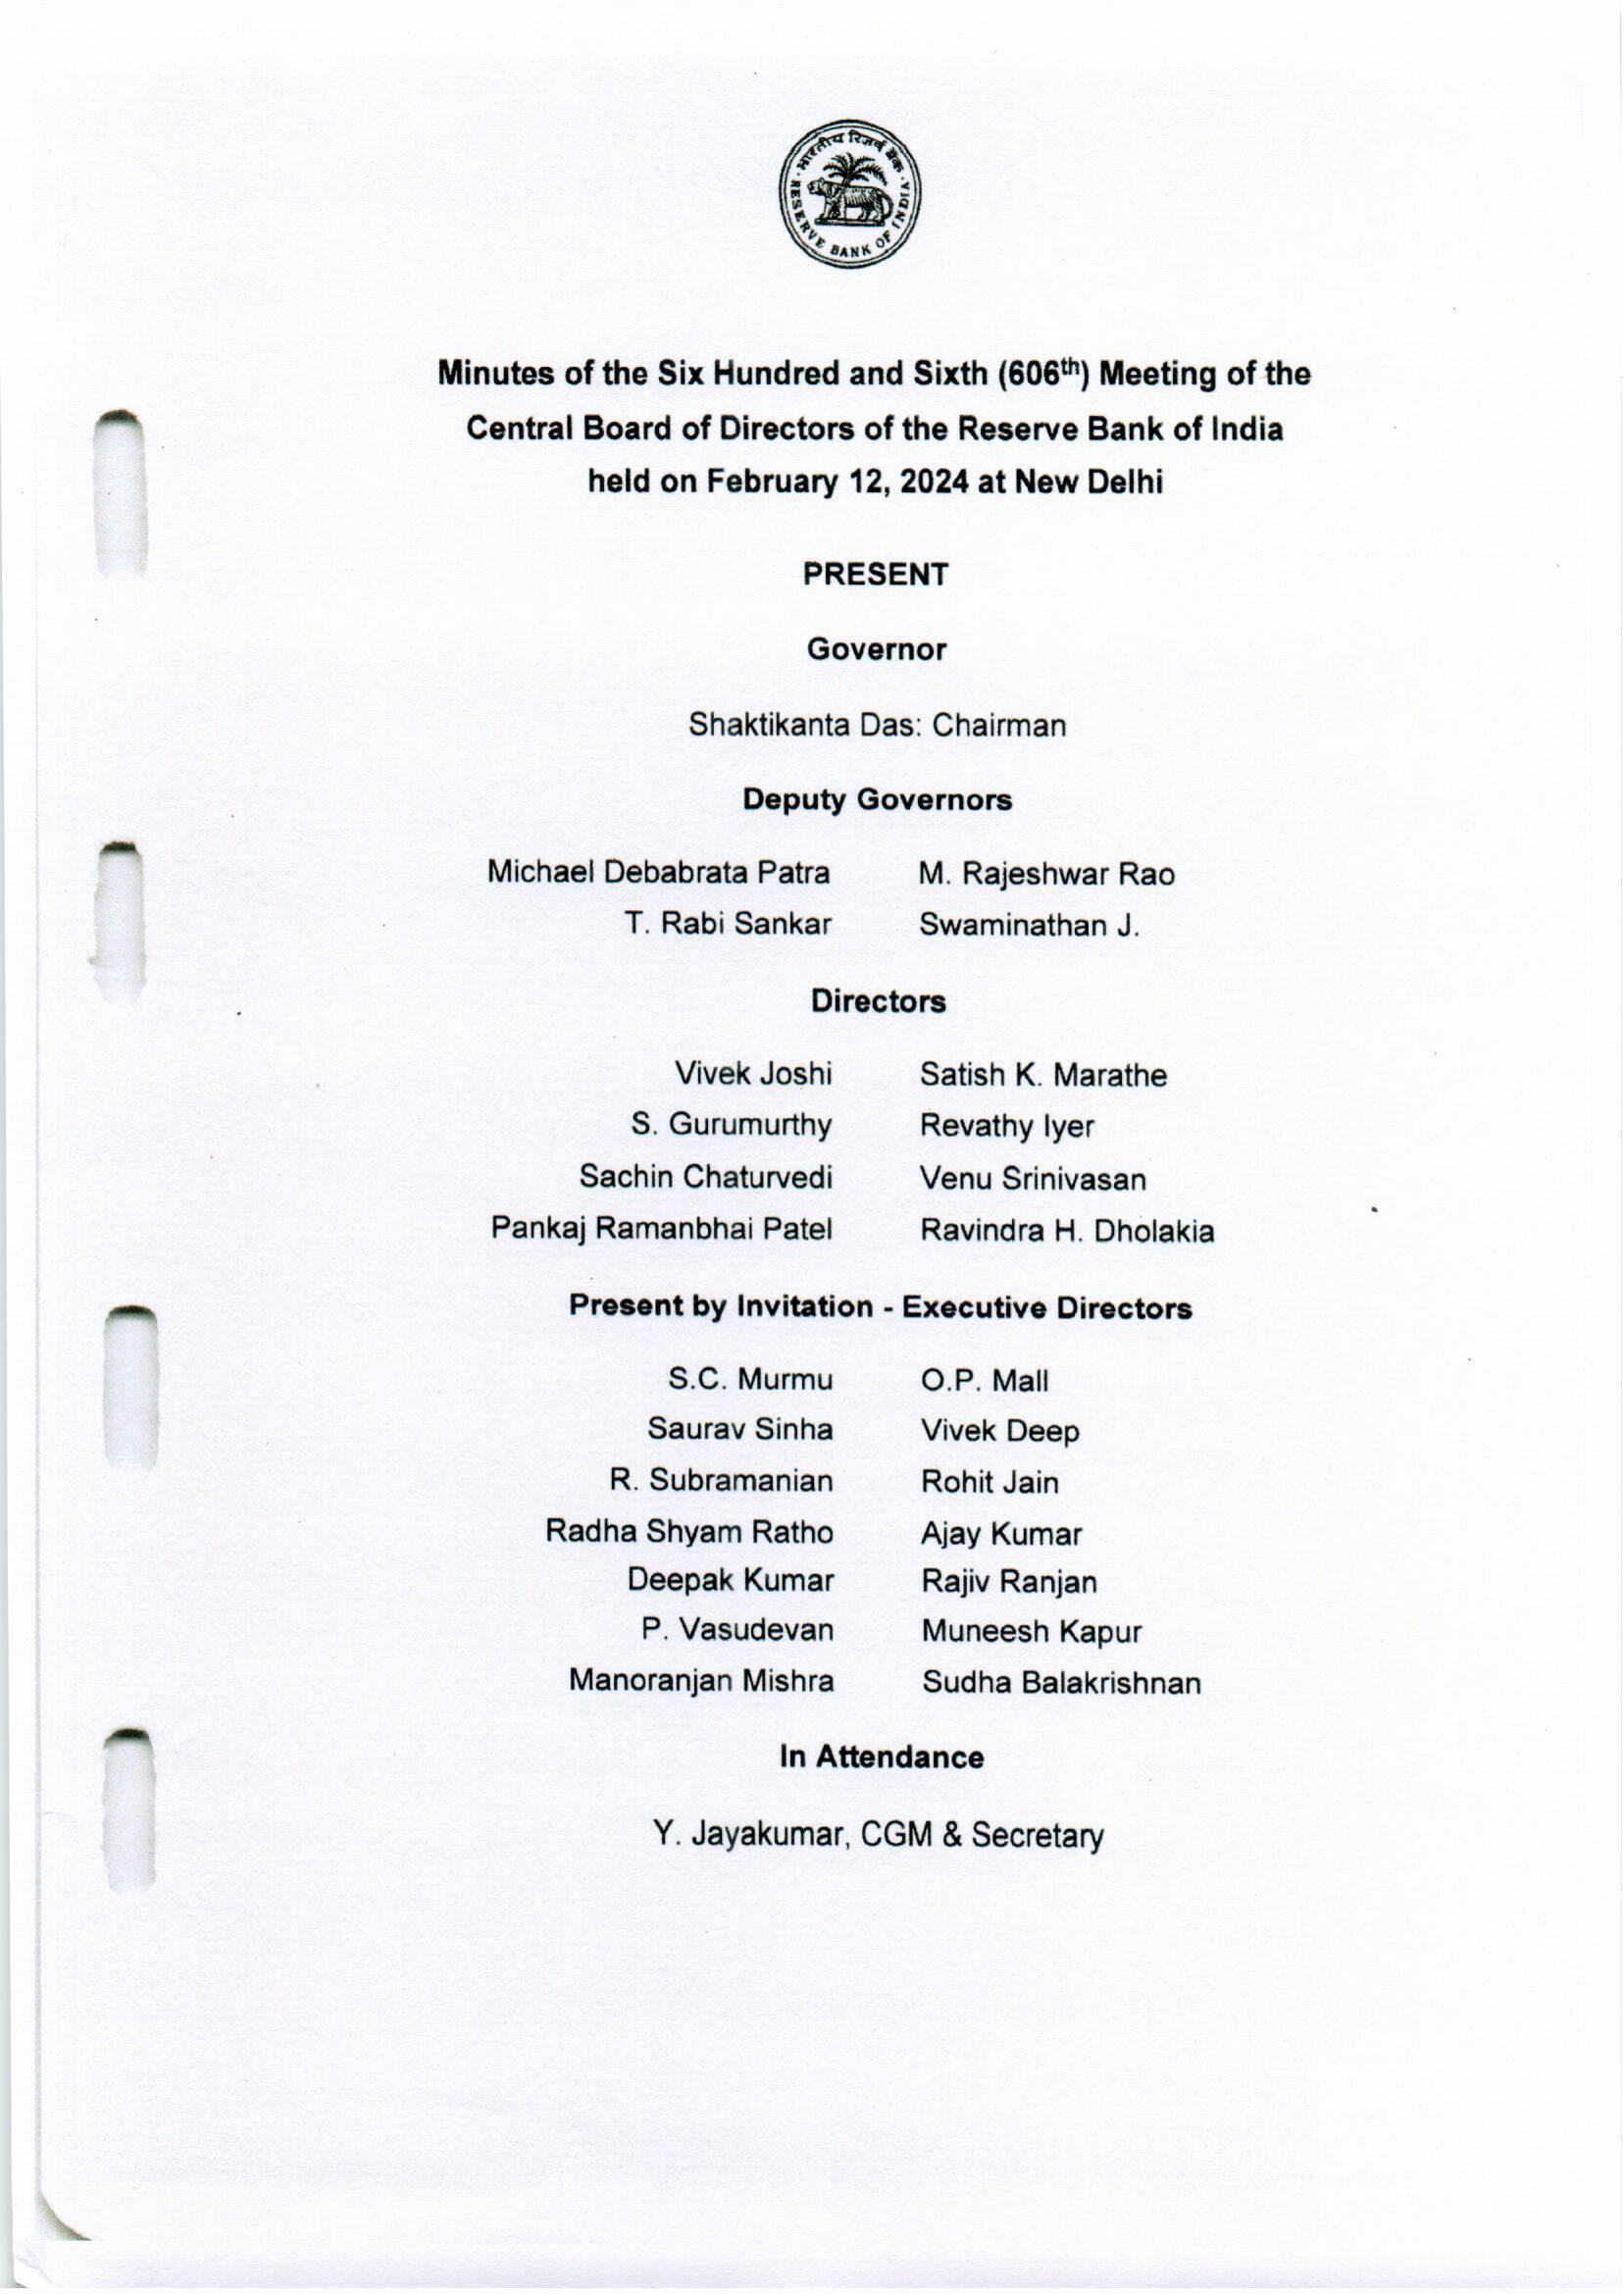 भारतीय रिज़र्व बैंक
RESERVE BANK OF INDIA
Minutes of the Six Hundred and Sixth (606th) Meeting of the
Central Board of Directors of the Reserve Bank of India
held on February 12, 2024 at New Delhi
PRESENT
Governor
Shaktikanta Das: Chairman
Deputy Governors
Michael Debabrata Patra M. Rajeshwar Rao
T. Rabi Sankar Swaminathan J.
Directors
Vivek Joshi Satish K. Marathe
S. Gurumurthy Revathy Iyer
Sachin Chaturvedi Venu Srinivasan
Pankaj Ramanbhai Patel Ravindra H. Dholakia
Present by Invitation - Executive Directors
S.C. Murmu O.P. Mall
Saurav Sinha Vivek Deep
R. Subramanian Rohit Jain
Radha Shyam Ratho Ajay Kumar
Deepak Kumar Rajiv Ranjan
P. Vasudevan Muneesh Kapur
Manoranjan Mishra Sudha Balakrishnan
In Attendance
Y. Jayakumar, CGM & Secretary